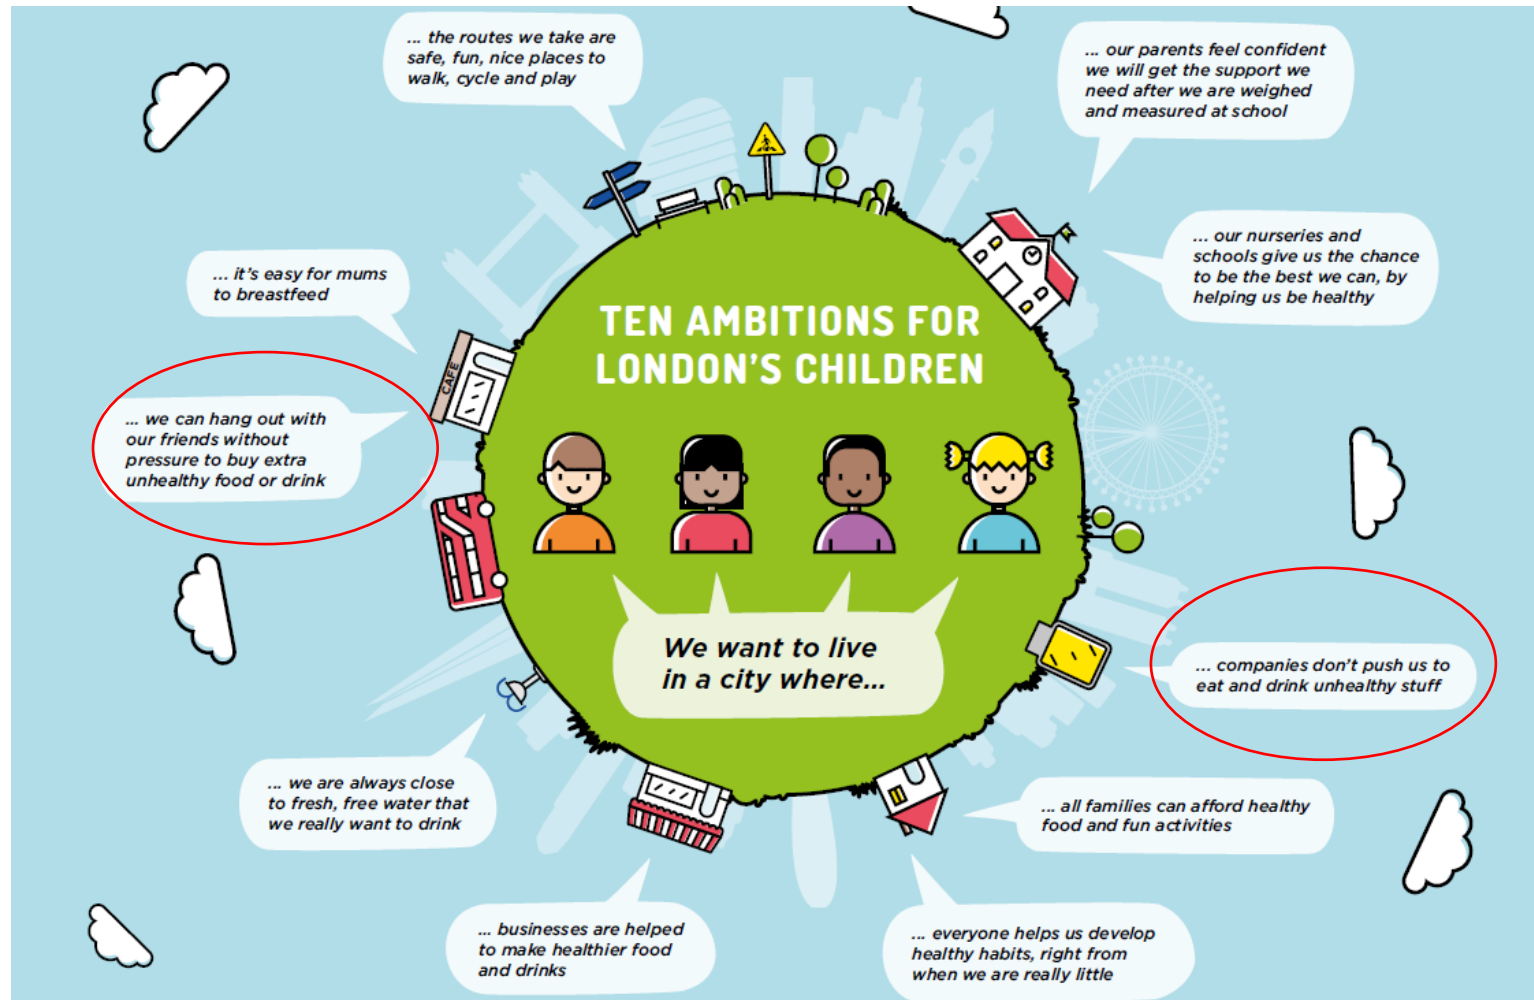 ... the routes we take are
safe, fun, nice places to
walk, cycle and play
... our parents feel confident
we will get the support we
need after we are weighed
and measured at school
... our nurseries and
schools give us the chance
to be the best we can, by
helping us be healthy
... it's easy for mums
to breastfeed
TEN AMBITIONS FOR
LONDON'S CHILDREN
CAFE
... we can hang out with
our friends without
pressure to buy extra
unhealthy food or drink
We want to live
in a city where...
... companies don't push us to
eat and drink unhealthy stuff
... we are always close
to fresh, free water that
we really want to drink
... all families can afford healthy
food and fun activities
... businesses are helped
to make healthier food
and drinks
... everyone helps us develop
healthy habits, right from
when we are really little